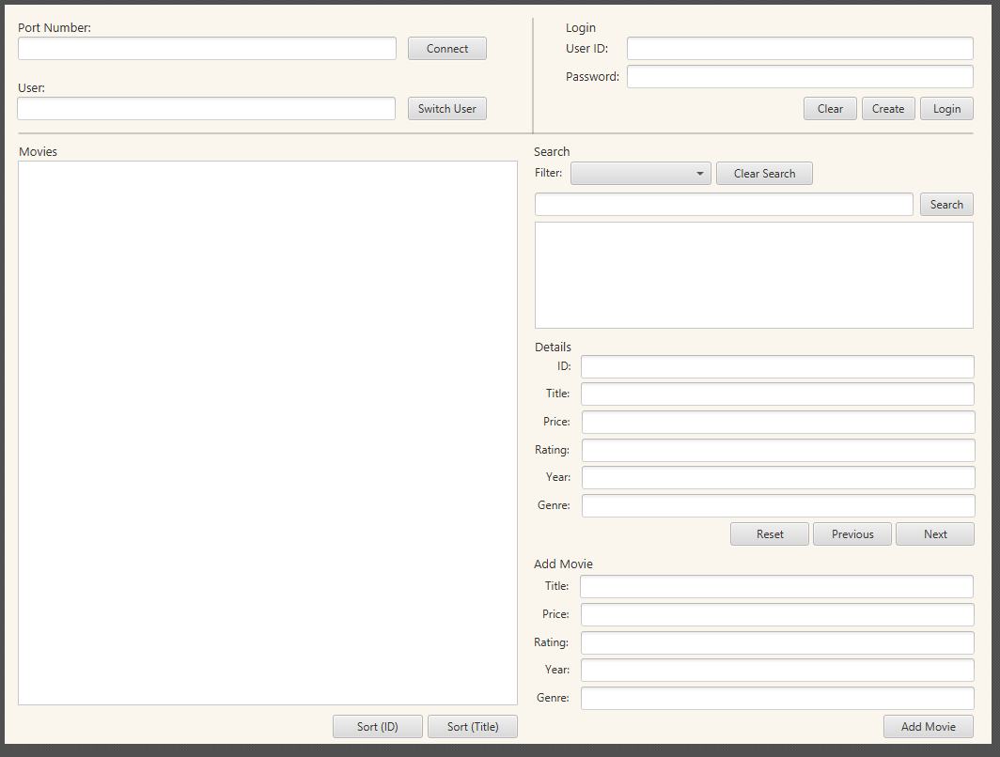 Port Number:
Connect
User:
Switch User
Login
User ID:
Password:
Clear Create Login
Movies
Sort (ID) Sort (Title)
Search
Filter: Clear Search
Search
Details
ID:
Title:
Price:
Rating:
Year:
Genre:
Reset Previous Next
Add Movie
Title:
Price:
Rating:
Year:
Genre:
Add Movie